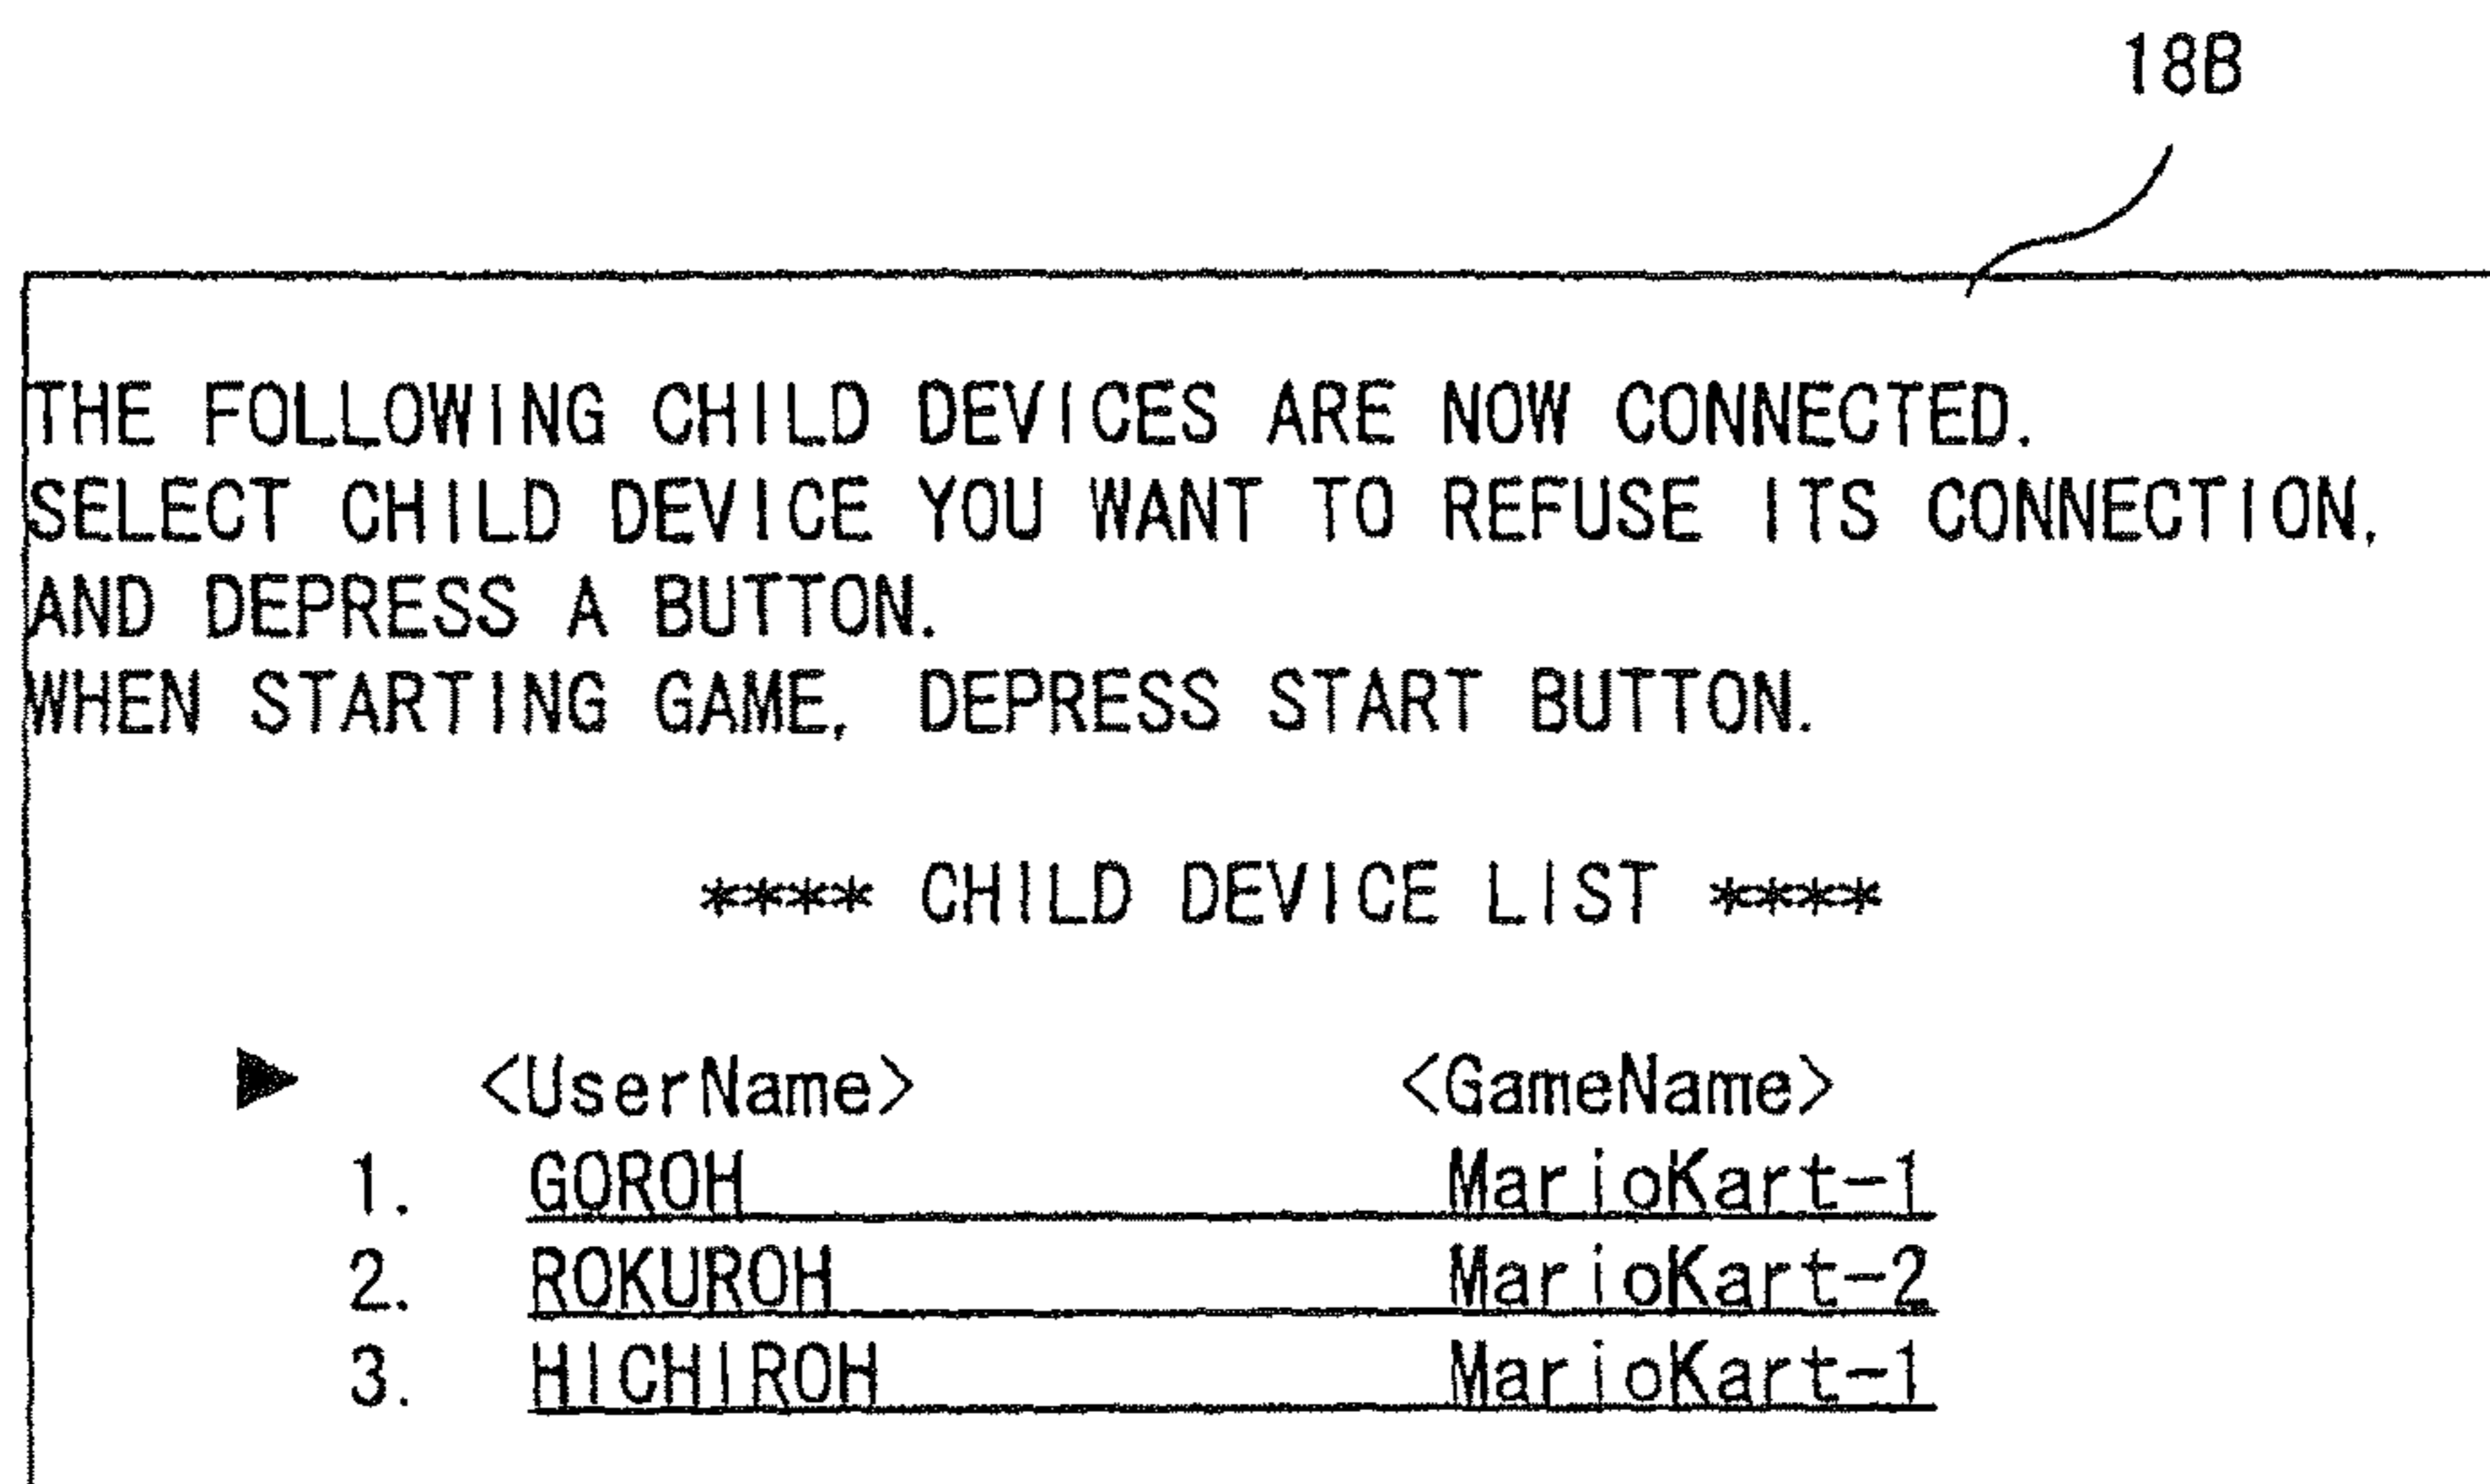 18B
THE FOLLOWING CHILD DEVICES ARE NOW CONNECTED.
SELECT CHILD DEVICE YOU WANT TO REFUSE ITS CONNECTION,
AND DEPRESS A BUTTON.
WHEN STARTING GAME, DEPRESS START BUTTON.
**** CHILD DEVICE LIST ****
▶ <UserName> <GameName>
1. GOROH MarioKart-1
2. ROKUROH MarioKart-2
3. HICHIROH MarioKart-1